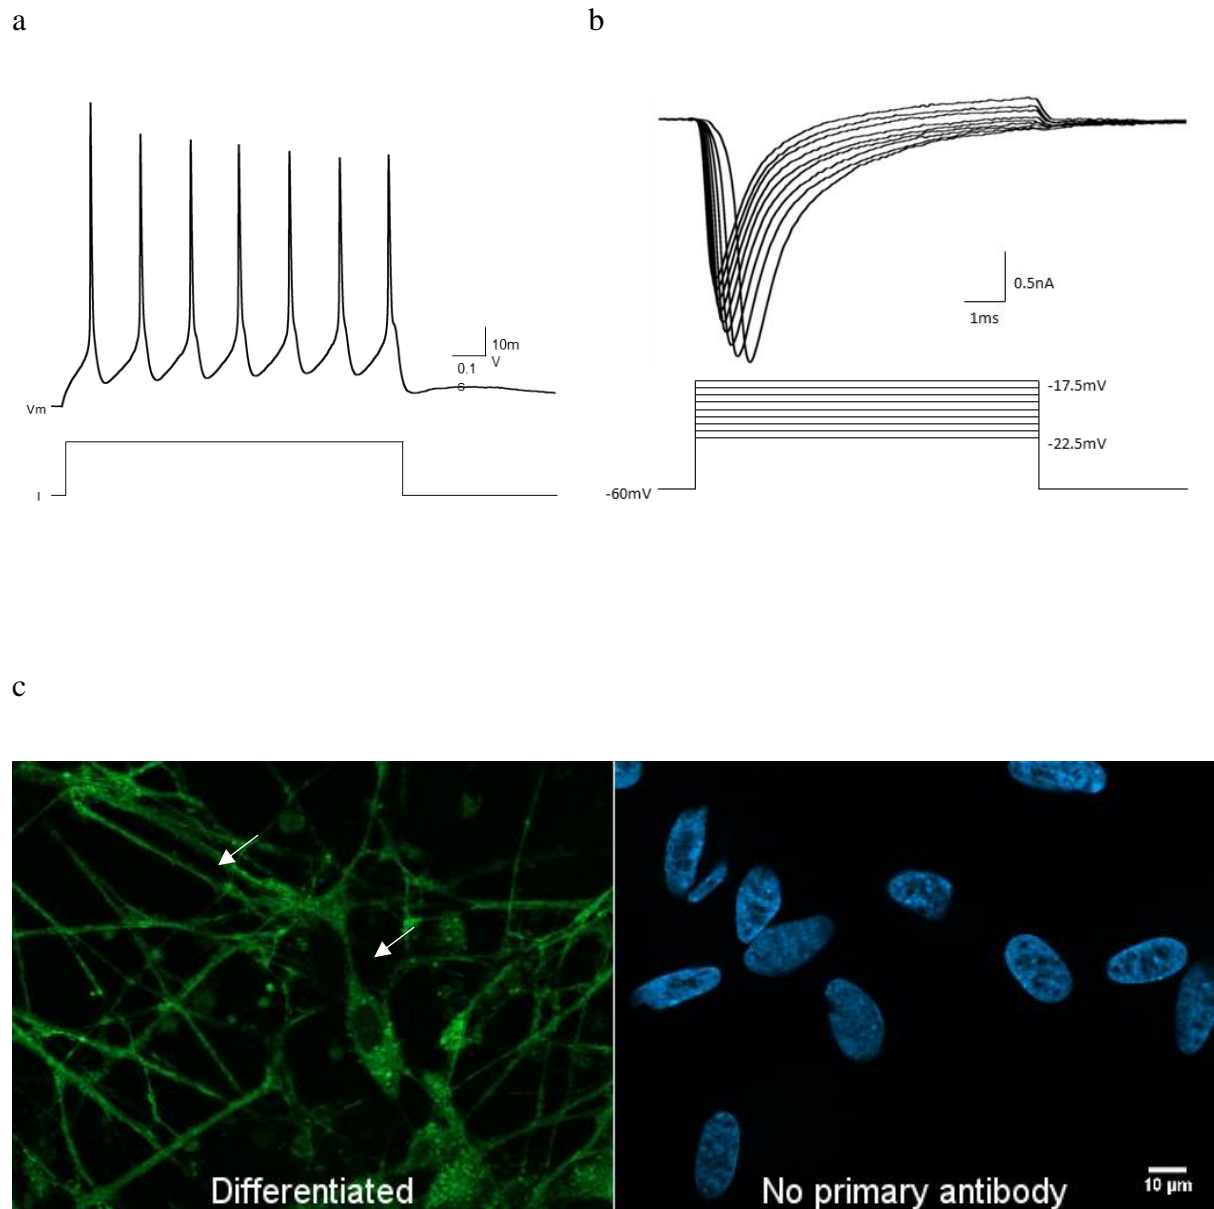 a
b
10m
V
0.1
s
Vm
I
0.5nA
1ms
-17.5mV
-22.5mV
-60mV
c
Differentiated
No primary antibody
10 µm